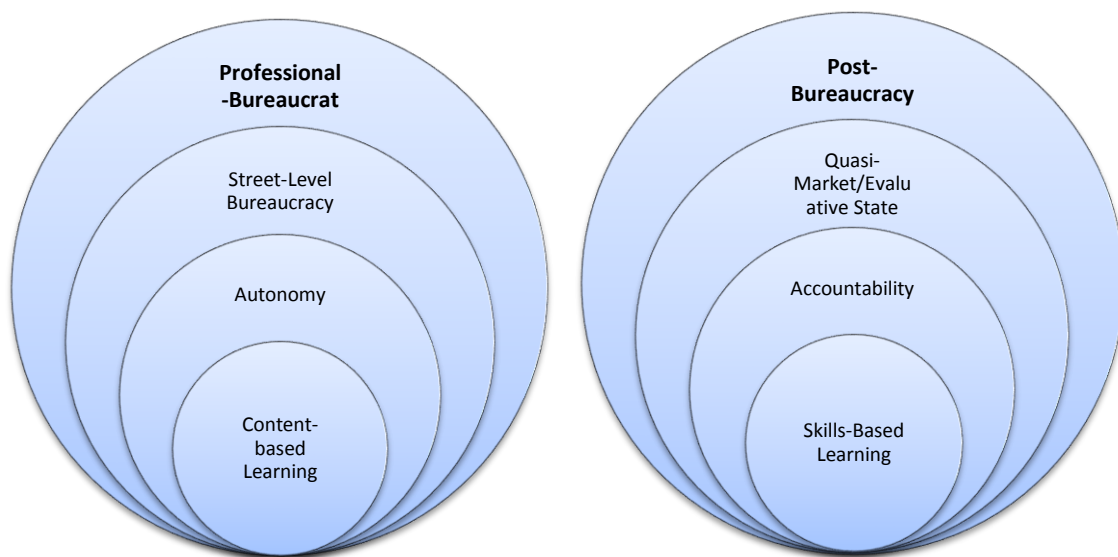 Professional
-Bureaucrat
Street-Level
Bureaucracy
Autonomy
Content-
based
Learning
Post-
Bureaucracy
Quasi-
Market/Evalu
ative State
Accountability
Skills-Based
Learning